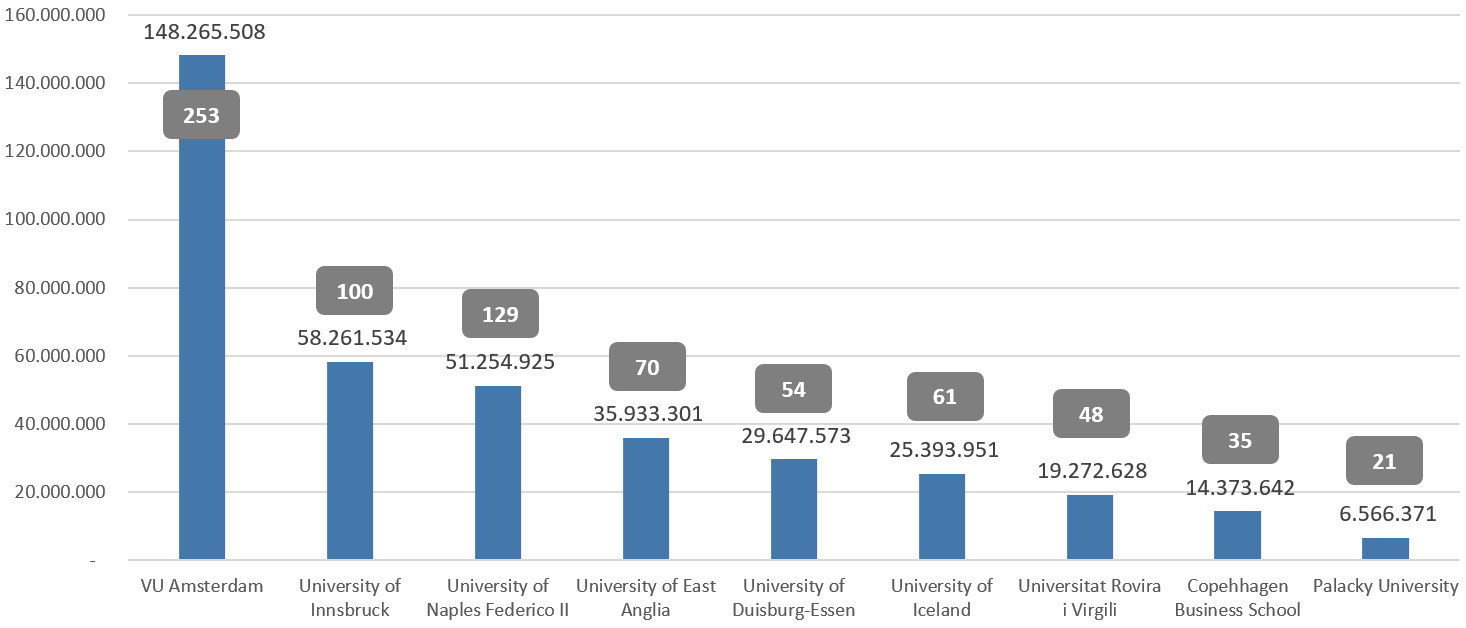 160.000.000
140.000.000
120.000.000
100.000.000
80.000.000
60.000.000
40.000.000
20.000.000
-
148.265.508
253
100
58.261.534
129
51.254.925
70
35.933.301
54
29.647.573
61
25.393.951
48
19.272.628
35
14.373.642
21
6.566.371
VU Amsterdam
University of
Innsbruck
University of
Naples Federico II
University of East
Anglia
University of
Duisburg-Essen
University of
Iceland
Universitat Rovira
i Virgili
Copehhagen
Business School
Palacky University